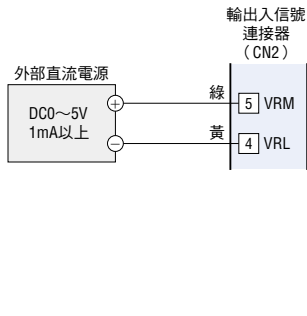 輸出入信號
連接器
（CN2）
外部直流電源
DC0～5V
1mA以上
+
−
綠
5 VRM
黃
4 VRL